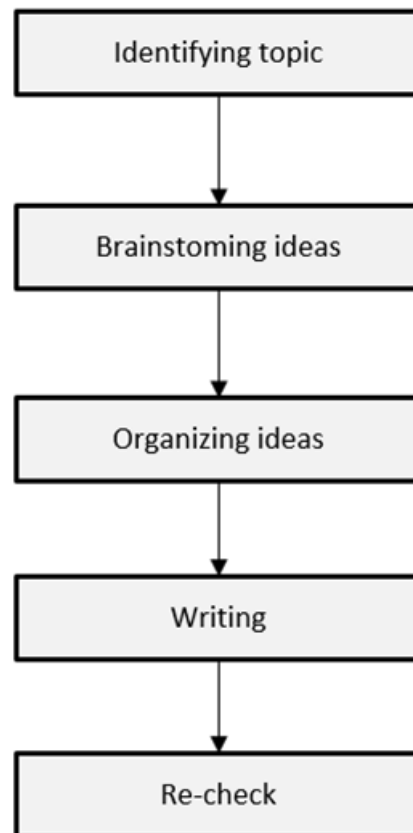 Identifying topic
Brainstoming ideas
Organizing ideas
Writing
Re-check